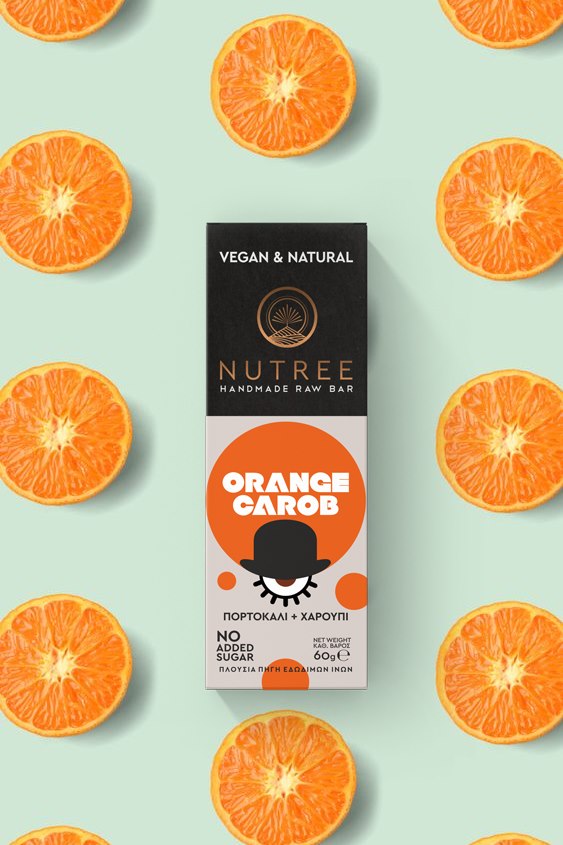 VEGAN & NATURAL
NUTREE
HANDMADE RAW BAR
ORANGE
CAROB
ΠΟΡΤΟΚΑΛΙ + ΧΑΡΟΥΠΙ
NO
ADDED
SUGAR
NET WEIGHT
ΚΑΘ. ΒΑΡΟΣ
60g ℮
ΠΛΟΥΣΙΑ ΠΗΓΗ ΕΔΩΔΙΜΩΝ ΙΝΩΝ